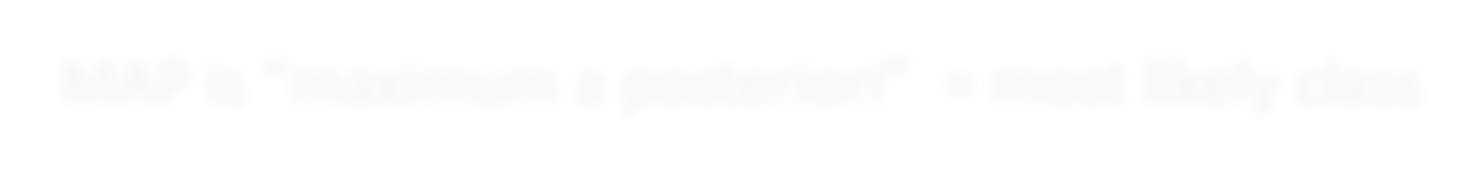 MAP is "maximum a posteriori" = most likely class